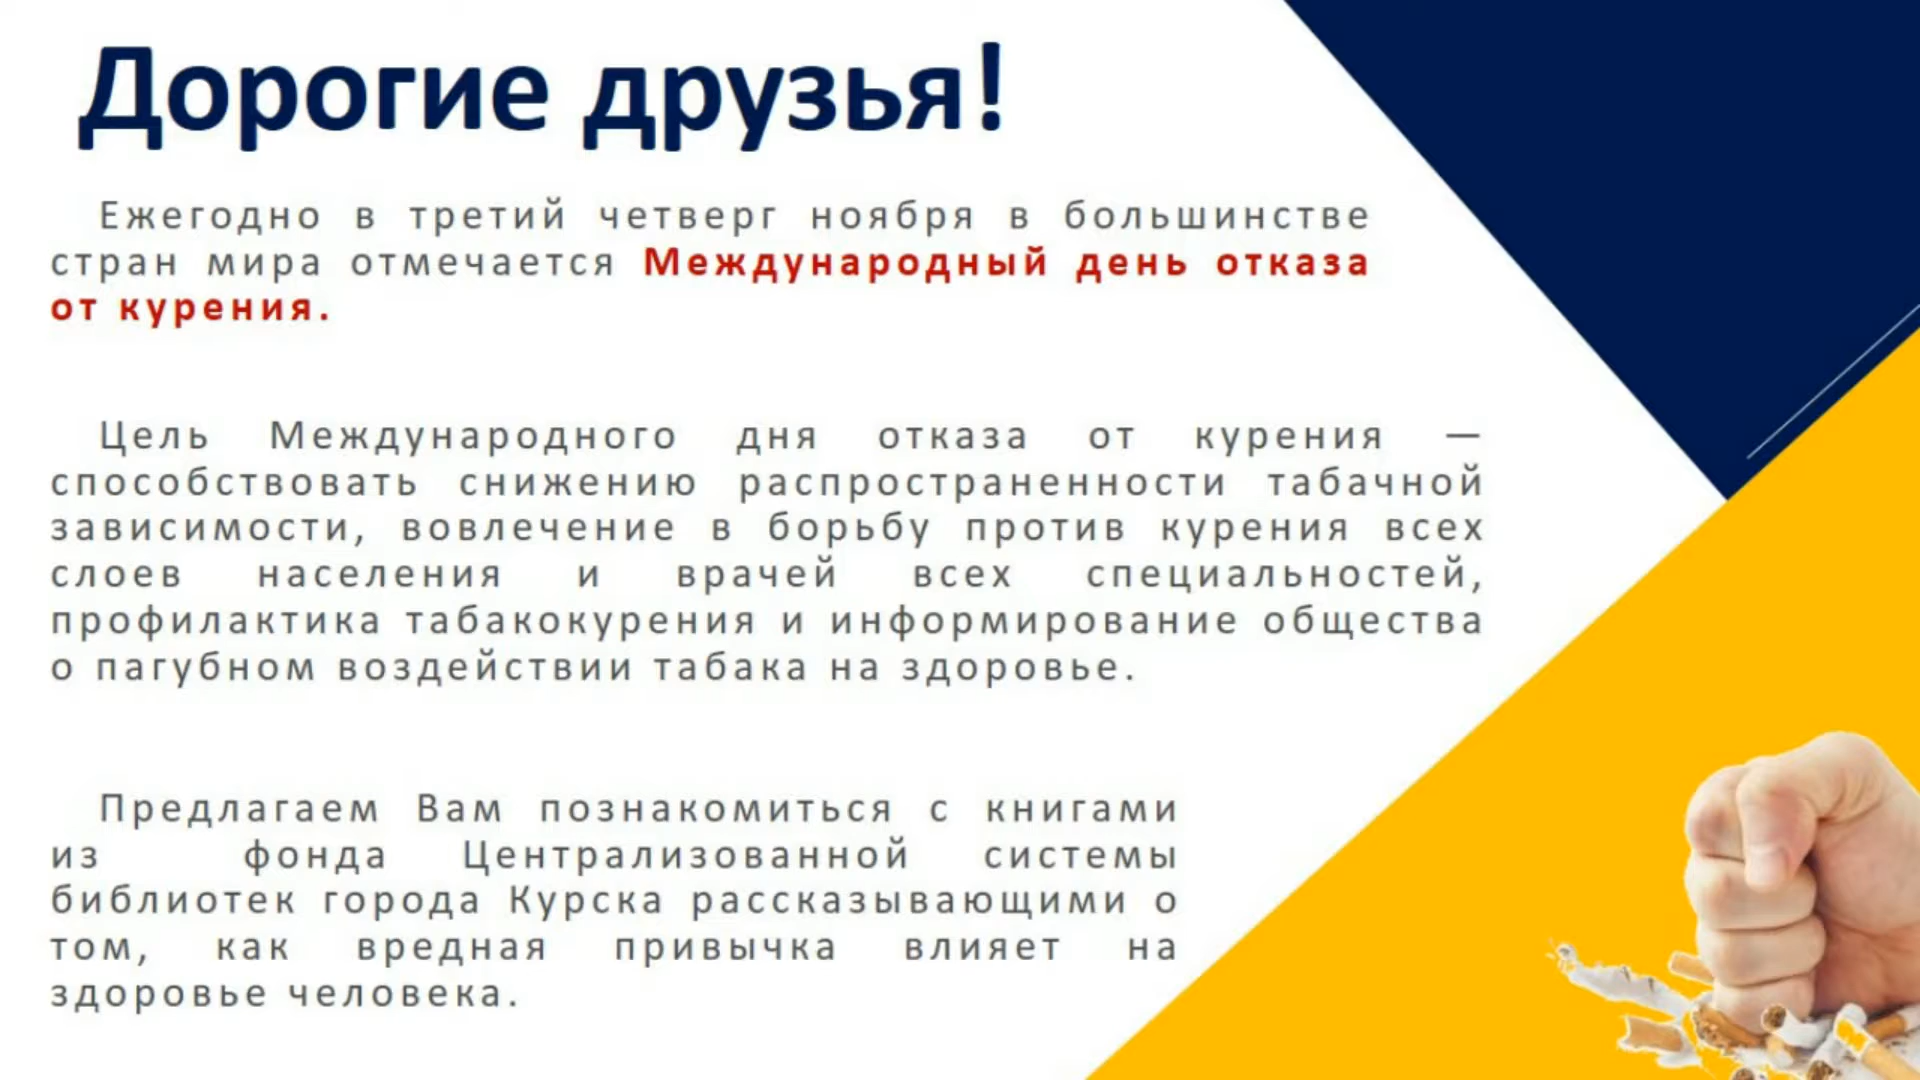 Дорогие друзья!
Ежегодно в третий четверг ноября в большинстве
стран мира отмечается Международный день отказа
от курения.
Цель Международного дня отказа от курения —
способствовать снижению распространенности табачной
зависимости, вовлечение в борьбу против курения всех
слоев населения и врачей всех специальностей,
профилактика табакокурения и информирование общества
о пагубном воздействии табака на здоровье.
Предлагаем Вам познакомиться с книгами
из фонда Централизованной системы
библиотек города Курска рассказывающими о
том, как вредная привычка влияет на
здоровье человека.